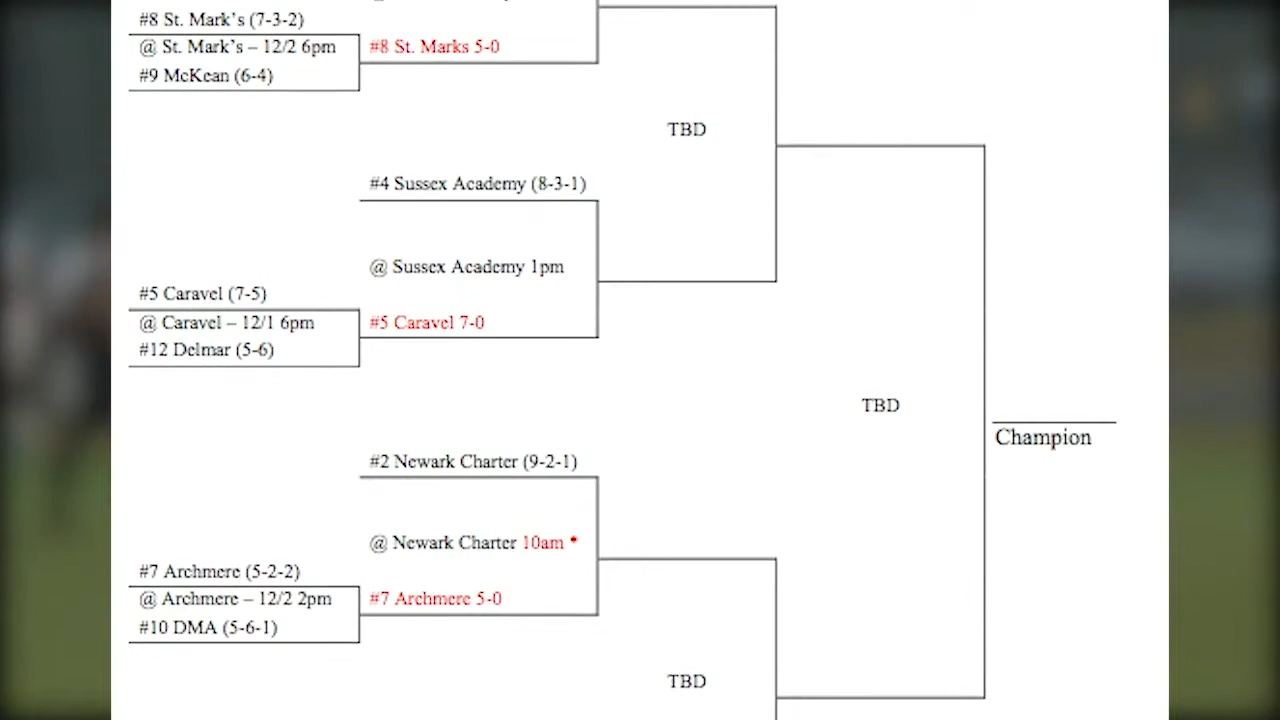 #8 St. Mark's (7-3-2)
@ St. Mark's – 12/2 6pm
#8 St. Marks 5-0
#9 McKean (6-4)
TBD
#4 Sussex Academy (8-3-1)
@ Sussex Academy 1pm
#5 Caravel (7-5)
@ Caravel – 12/1 6pm
#5 Caravel 7-0
#12 Delmar (5-6)
TBD
Champion
#2 Newark Charter (9-2-1)
@ Newark Charter 10am *
#7 Archmere (5-2-2)
@ Archmere – 12/2 2pm
#7 Archmere 5-0
#10 DMA (5-6-1)
TBD